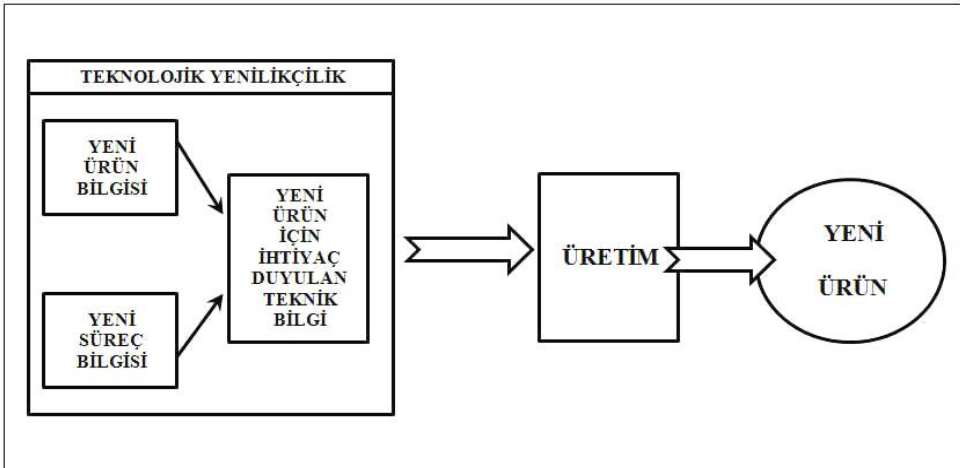 TEKNOLOJİK YENİLİKÇİLİK
YENİ
ÜRÜN
BİLGİSİ
YENİ
SÜREÇ
BİLGİSİ
YENİ
ÜRÜN
İÇİN
İHTİYAÇ
DUYULAN
TEKNİK
BİLGİ
ÜRETİM
YENİ
ÜRÜN